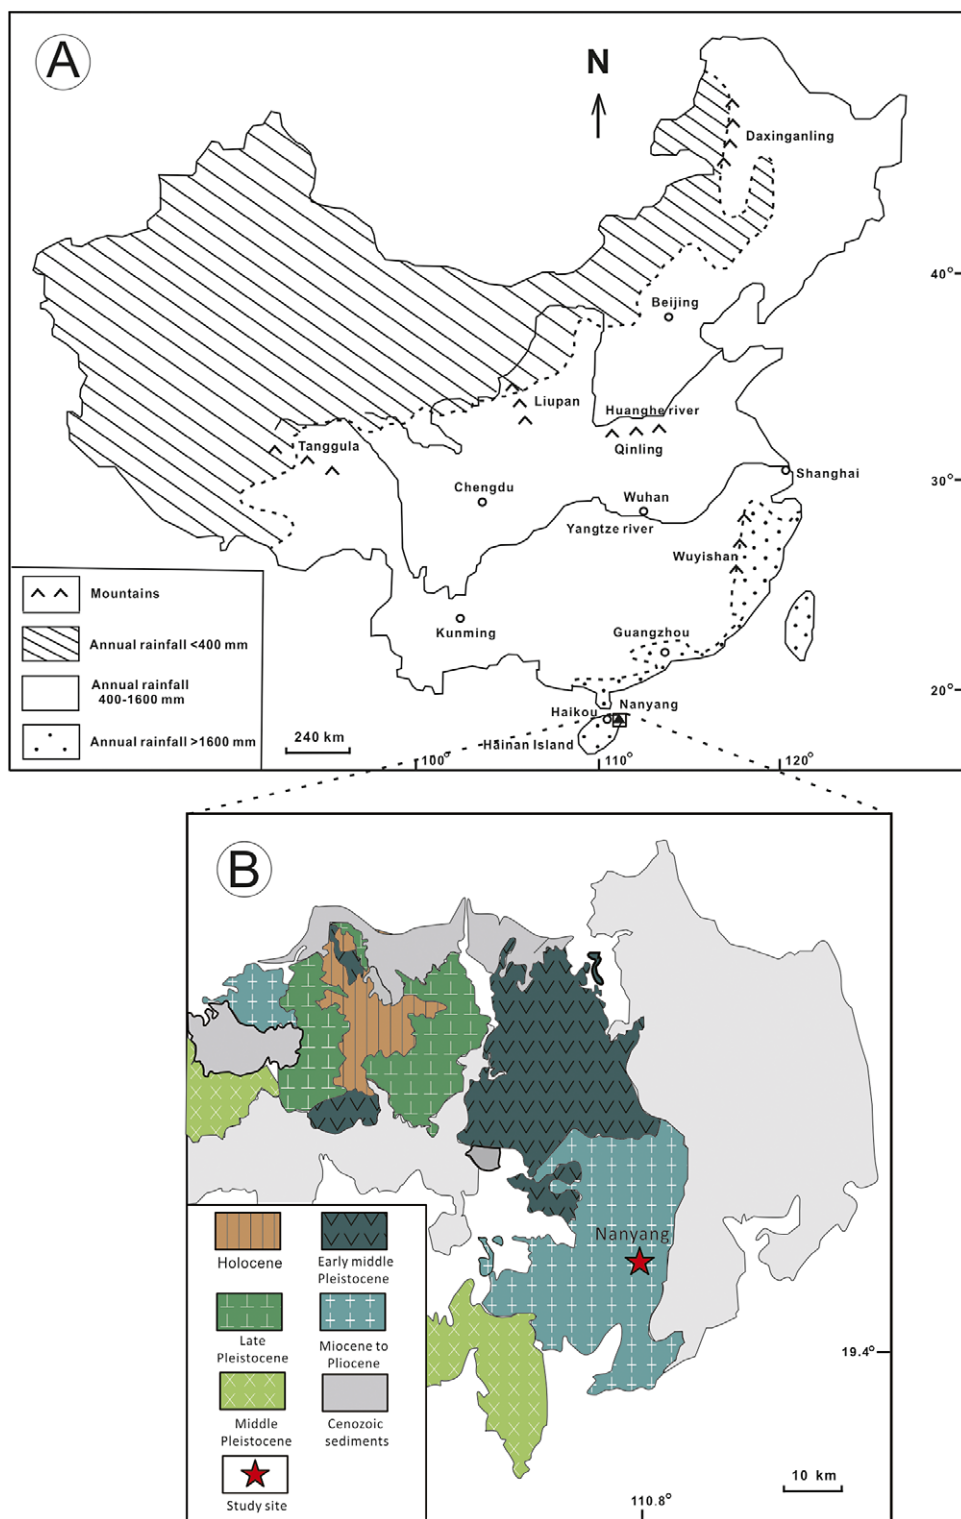 A
N
Daxinganling
40°
Beijing
Liupan
Huanghe river
Tanggula
Qinling
Shanghai
30°
Chengdu
Wuhan
Yangtze river
Wuyishan
Mountains
Kunming
Guangzhou
Annual rainfall <400 mm
Annual rainfall
400-1600 mm
20°
Haikou
Nanyang
Annual rainfall >1600 mm
240 km
Hainan Island
100°
110°
120°
B
Nanyang
Holocene
Early middle
Pleistocene
Late
Pleistocene
Miocene to
Pliocene
19.4°
Middle
Pleistocene
Cenozoic
sediments
Study site
10 km
110.8°